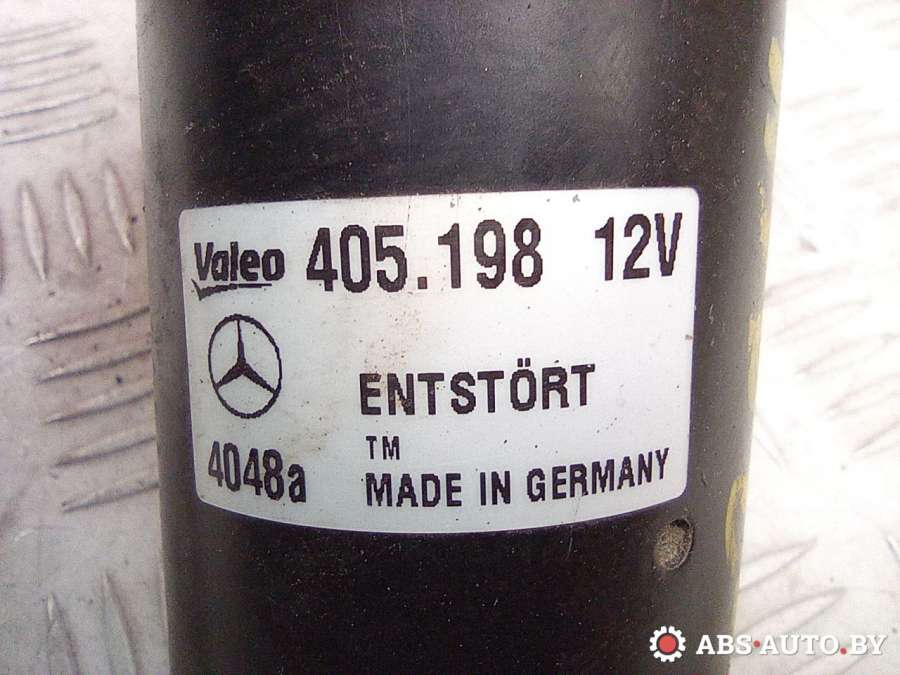 Valeo 405.198 12V
ENTSTÖRT
TM
4048a MADE IN GERMANY
ABS-AUTO.BY